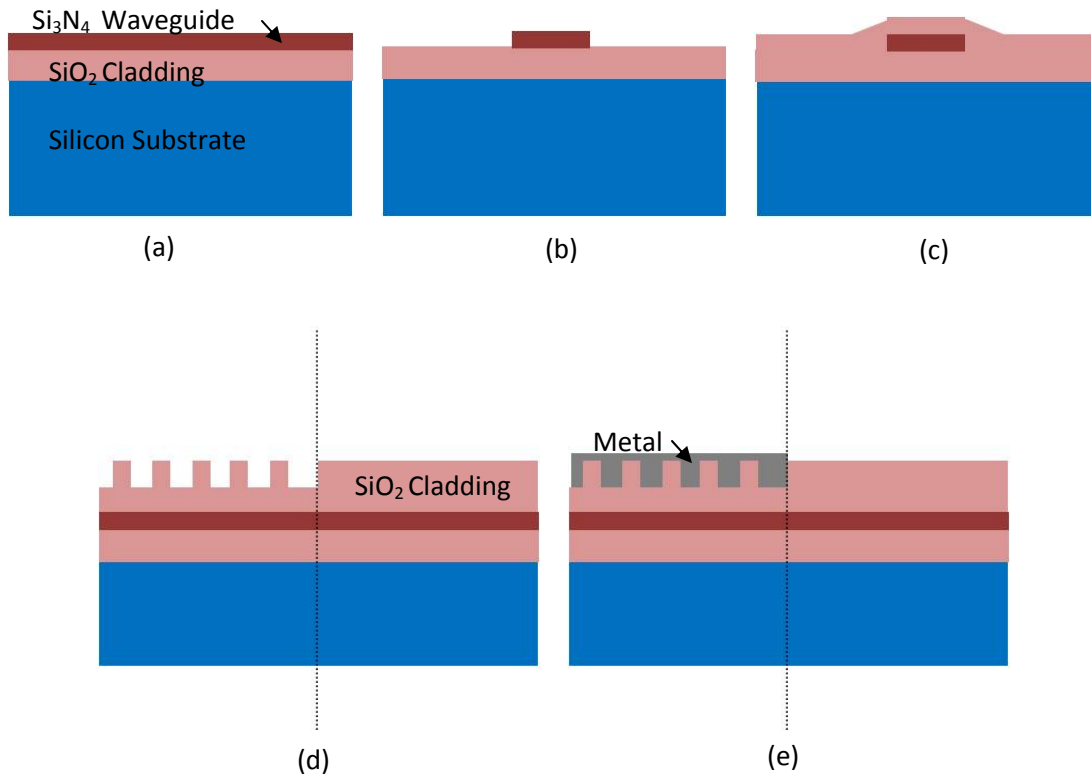 Si₃N₄ Waveguide
SiO₂ Cladding
Silicon Substrate
(a)
(b)
(c)
SiO₂ Cladding
Metal
(d)
(e)